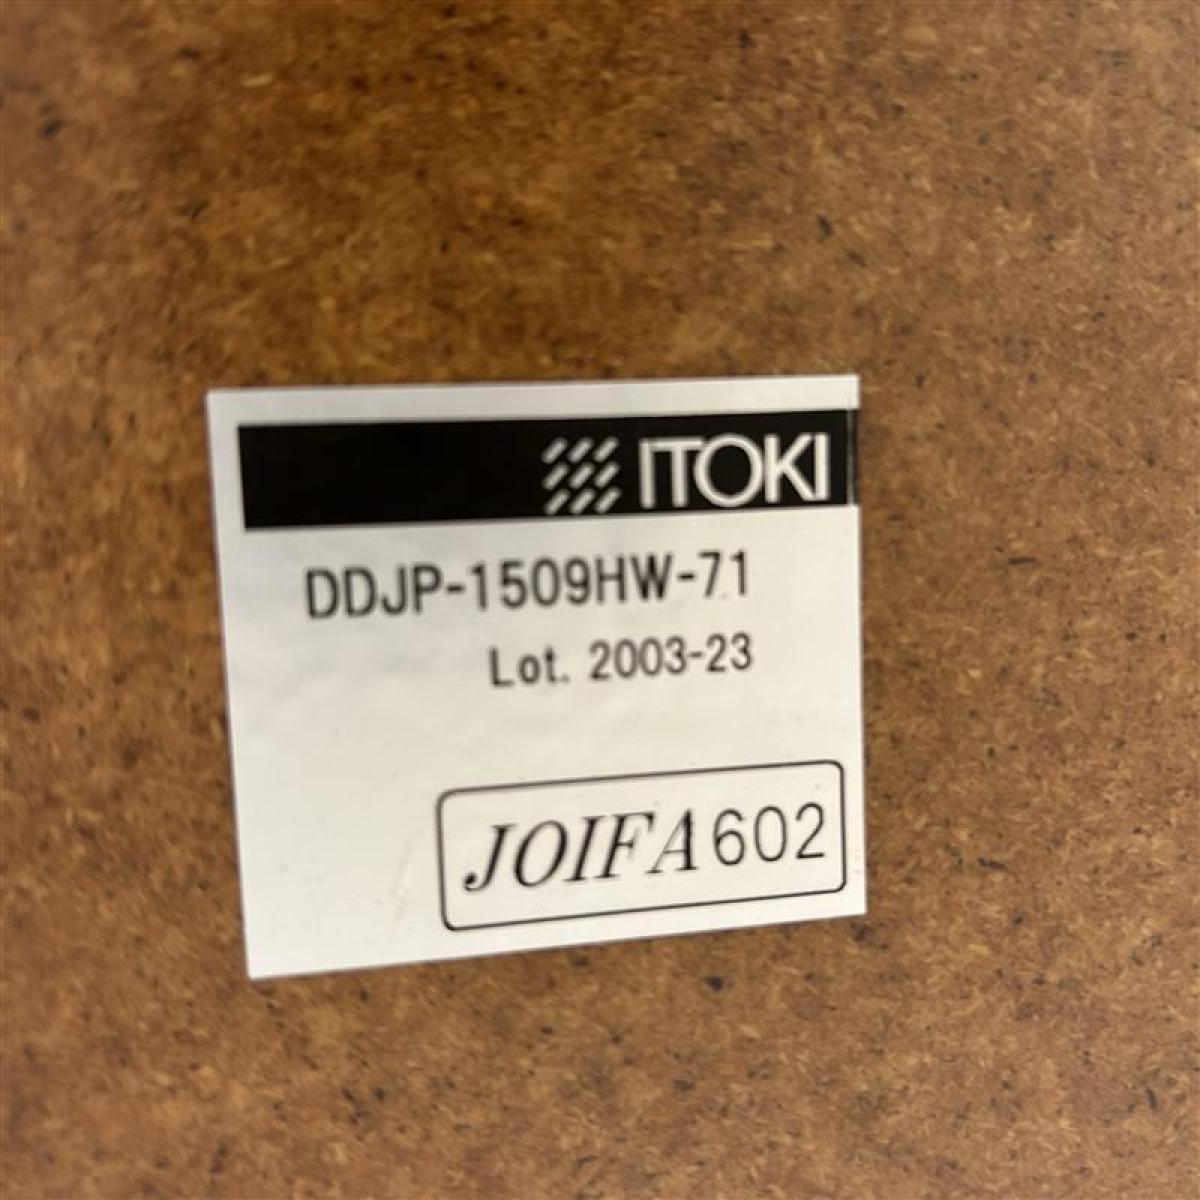 ITOKI
DDJP-1509HW-71
Lot. 2003-23
JOIFA602